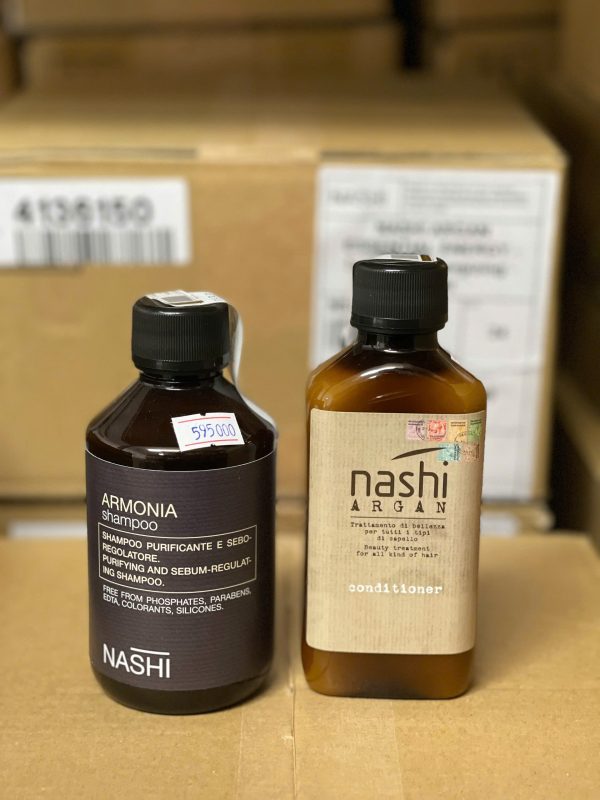 4136150
595000
ARMONIA
shampoo
SHAMPOO PURIFICANTE E SEBO-
REGOLATORE.
PURIFYING AND SEBUM-REGULAT-
ING SHAMPOO.
FREE FROM PHOSPHATES, PARABENS,
EDTA, COLORANTS, SILICONES.
NASHI
nashi
ARGAN
Trattamento di bellezza
per tutti i tipi
di capello
Beauty treatment
for all kind of hair
conditioner